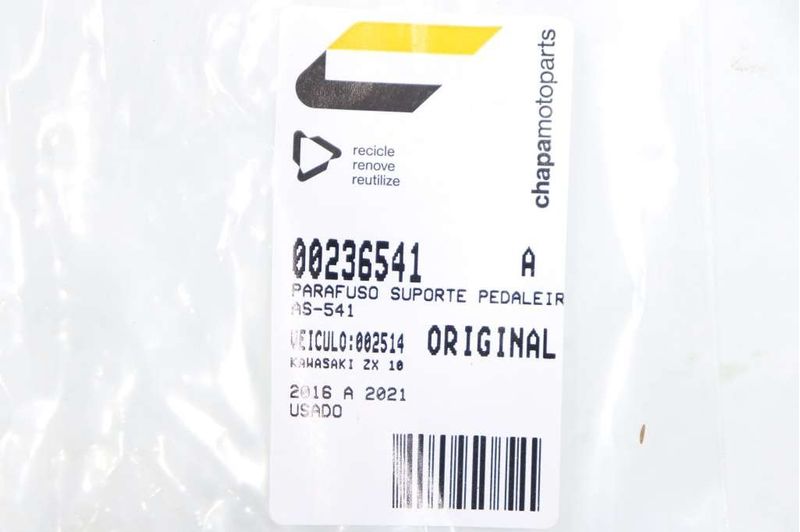 chapamotoparts
recicle
renove
reutilize
00236541 A
PARAFUSO SUPORTE PEDALEIR
AS-541
VEICULO:002514 ORIGINAL
KAWASAKI ZX 10
2016 A 2021
USADO